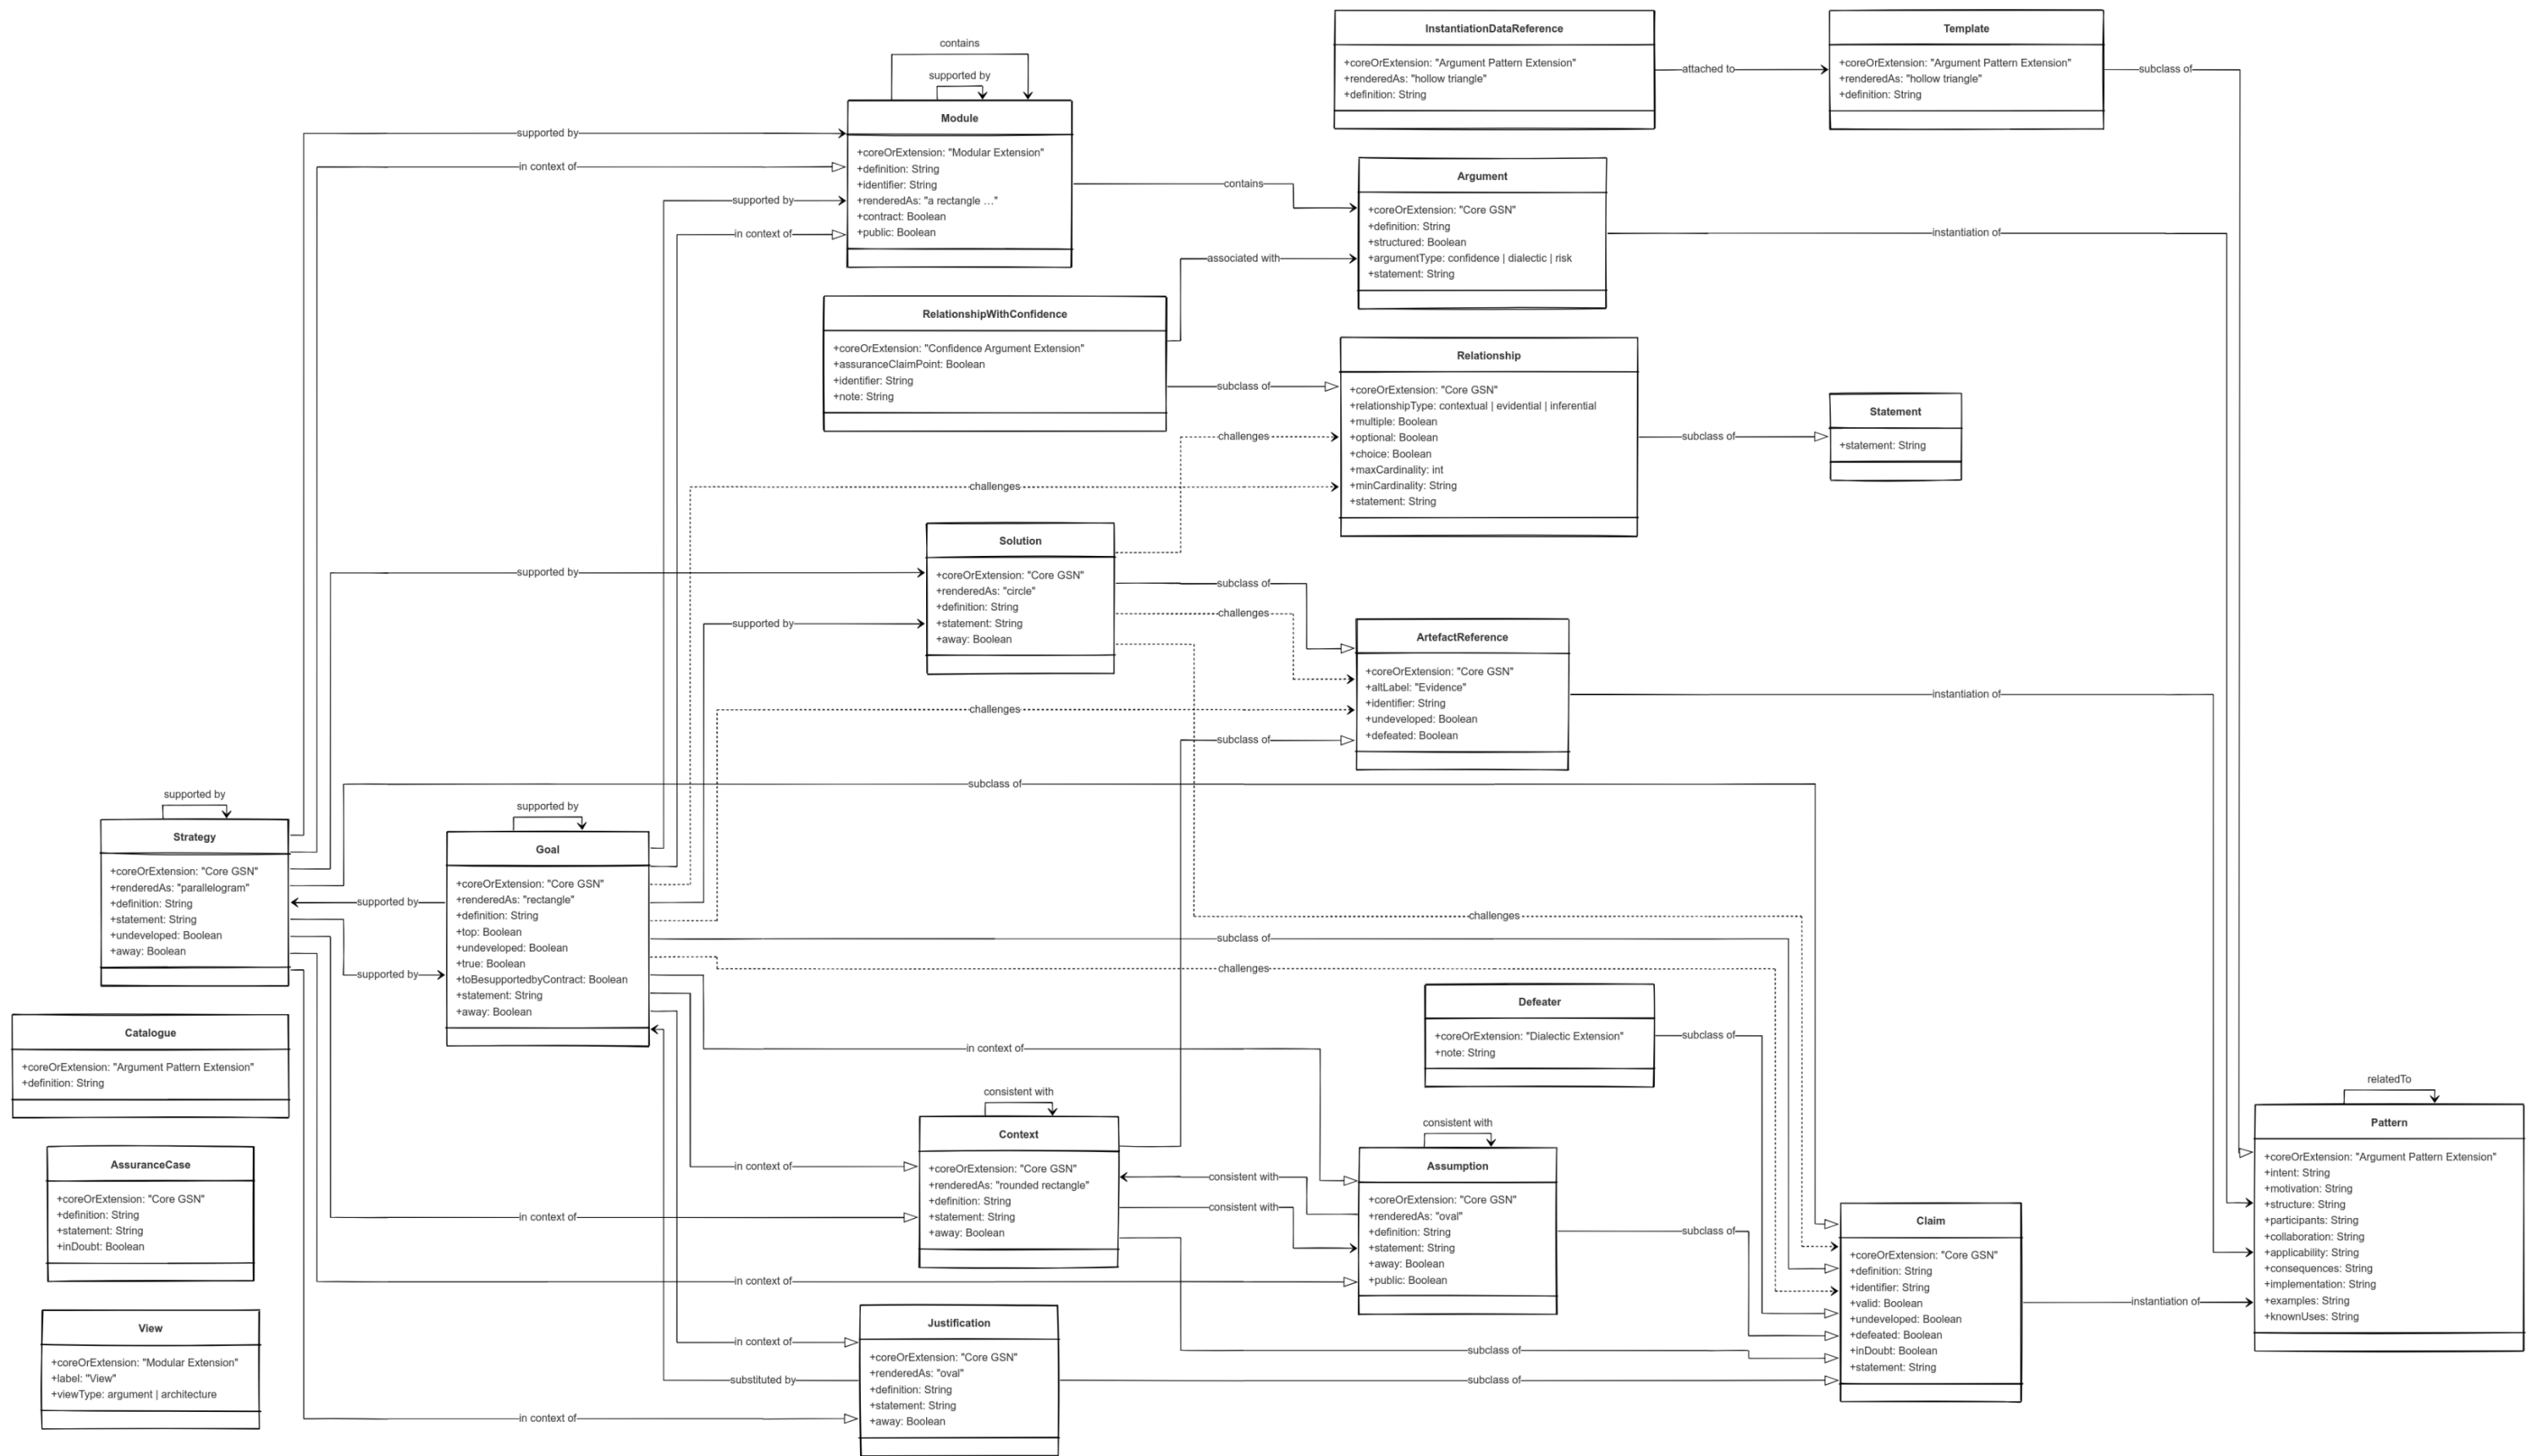 contains
supported by
Module
+coreOrExtension: "Modular Extension"
+definition: String
+identifier: String
+renderedAs: "a rectangle ..."
+contract: Boolean
+public: Boolean
InstantiationDataReference
+coreOrExtension: "Argument Pattern Extension"
+renderedAs: "hollow triangle"
+definition: String
attached to
Template
+coreOrExtension: "Argument Pattern Extension"
+renderedAs: "hollow triangle"
+definition: String
subclass of
supported by
in context of
supported by
in context of
contains
Argument
+coreOrExtension: "Core GSN"
+definition: String
+structured: Boolean
+argumentType: confidence | dialectic | risk
+statement: String
instantiation of
associated with
RelationshipWithConfidence
+coreOrExtension: "Confidence Argument Extension"
+assuranceClaimPoint: Boolean
+identifier: String
+note: String
subclass of
Relationship
+coreOrExtension: "Core GSN"
+relationshipType: contextual | evidential | inferential
+multiple: Boolean
+optional: Boolean
+choice: Boolean
+maxCardinality: int
+minCardinality: String
+statement: String
subclass of
Statement
+statement: String
challenges
challenges
Solution
+coreOrExtension: "Core GSN"
+renderedAs: "circle"
+definition: String
+statement: String
+away: Boolean
supported by
supported by
subclass of
challenges
challenges
subclass of
ArtefactReference
+coreOrExtension: "Core GSN"
+altLabel: "Evidence"
+identifier: String
+undeveloped: Boolean
+defeated: Boolean
instantiation of
subclass of
supported by
Strategy
+coreOrExtension: "Core GSN"
+renderedAs: "parallelogram"
+definition: String
+statement: String
+undeveloped: Boolean
+away: Boolean
supported by
supported by
supported by
Goal
+coreOrExtension: "Core GSN"
+renderedAs: "rectangle"
+definition: String
+top: Boolean
+undeveloped: Boolean
+true: Boolean
+toBesupportedbyContract: Boolean
+statement: String
+away: Boolean
challenges
subclass of
challenges
Defeater
+coreOrExtension: "Dialectic Extension"
+note: String
subclass of
in context of
Catalogue
+coreOrExtension: "Argument Pattern Extension"
+definition: String
AssuranceCase
+coreOrExtension: "Core GSN"
+definition: String
+statement: String
+inDoubt: Boolean
View
+coreOrExtension: "Modular Extension"
+label: "View"
+viewType: argument | architecture
consistent with
Context
+coreOrExtension: "Core GSN"
+renderedAs: "rounded rectangle"
+definition: String
+statement: String
+away: Boolean
in context of
in context of
in context of
consistent with
consistent with
consistent with
Assumption
+coreOrExtension: "Core GSN"
+renderedAs: "oval"
+definition: String
+statement: String
+away: Boolean
+public: Boolean
subclass of
in context of
substituted by
in context of
Justification
+coreOrExtension: "Core GSN"
+renderedAs: "oval"
+definition: String
+statement: String
+away: Boolean
subclass of
subclass of
Claim
+coreOrExtension: "Core GSN"
+definition: String
+identifier: String
+valid: Boolean
+undeveloped: Boolean
+defeated: Boolean
+inDoubt: Boolean
+statement: String
instantiation of
relatedTo
Pattern
+coreOrExtension: "Argument Pattern Extension"
+intent: String
+motivation: String
+structure: String
+participants: String
+collaboration: String
+applicability: String
+consequences: String
+implementation: String
+examples: String
+knownUses: String